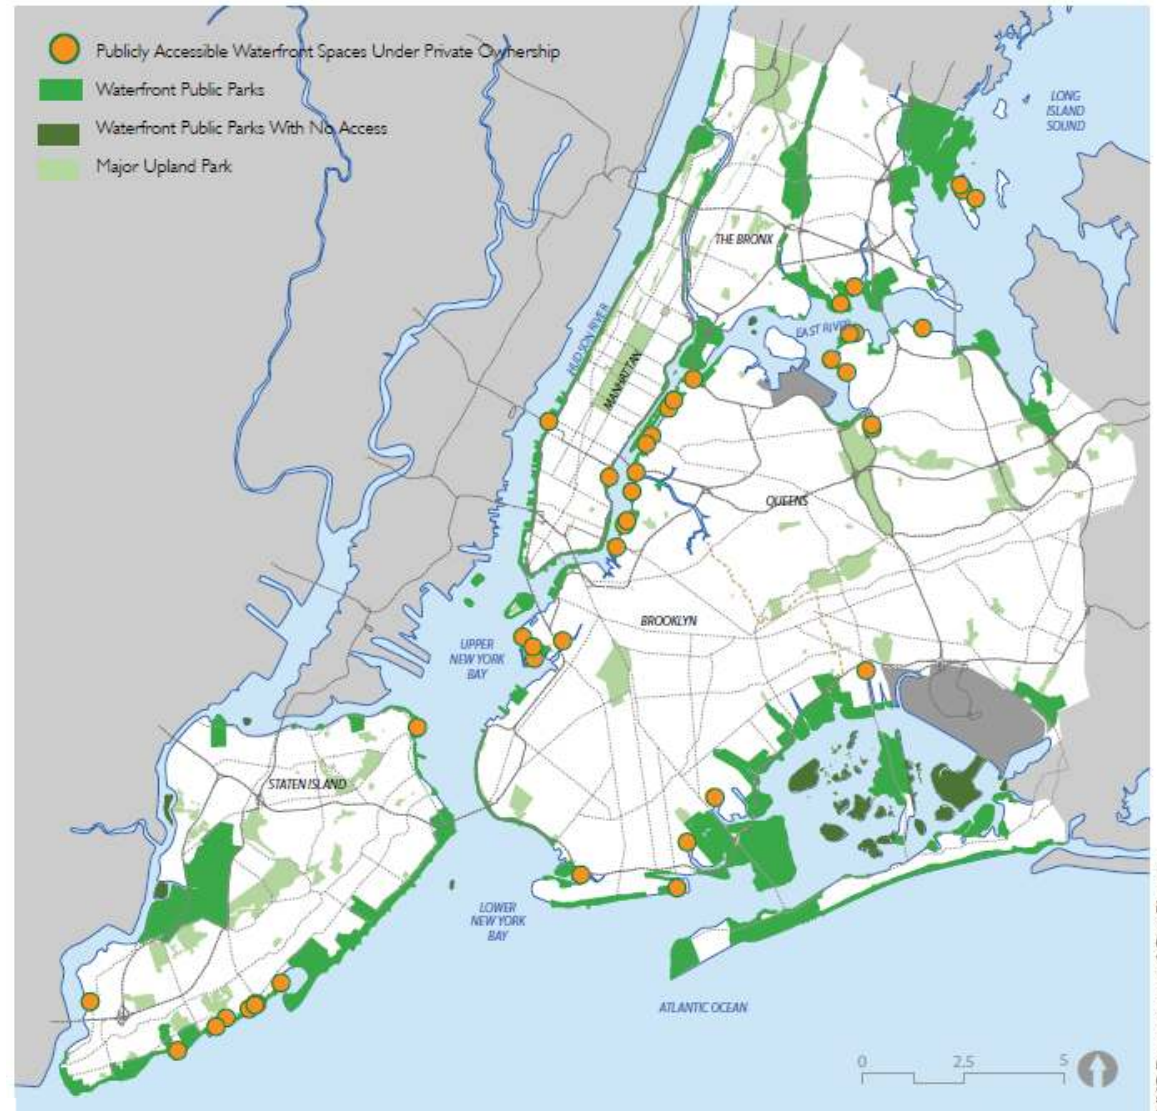 Publicly Accessible Waterfront Spaces Under Private Ownership
Waterfront Public Parks
Waterfront Public Parks With No Access
Major Upland Park
LONG
ISLAND
SOUND
THE BRONX
HUDSON RIVER
EAST RIVER
MANHATTAN
QUEENS
BROOKLYN
UPPER
NEW YORK
BAY
STATEN ISLAND
LOWER
NEW YORK
BAY
ATLANTIC OCEAN
0 2.5 5